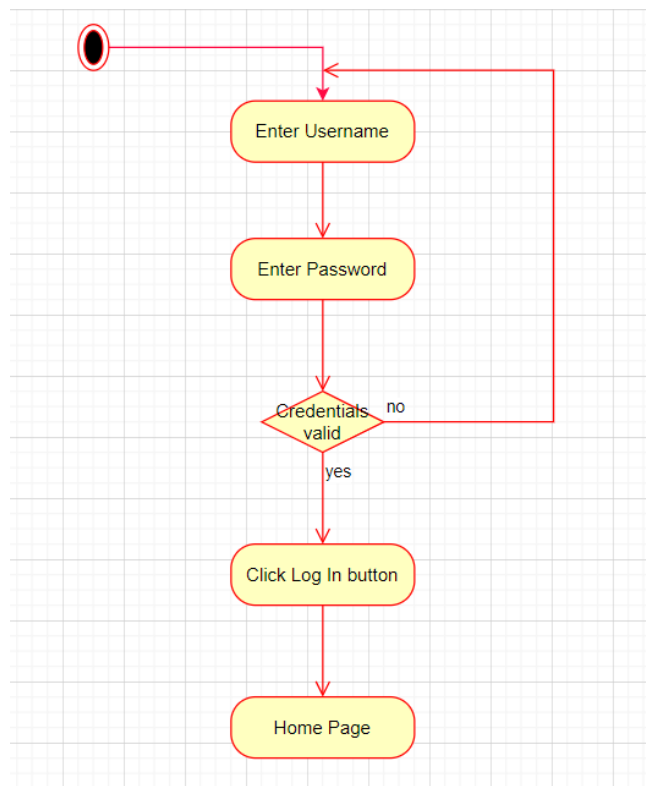 Enter Username
Enter Password
Credentials
valid
no
yes
Click Log In button
Home Page